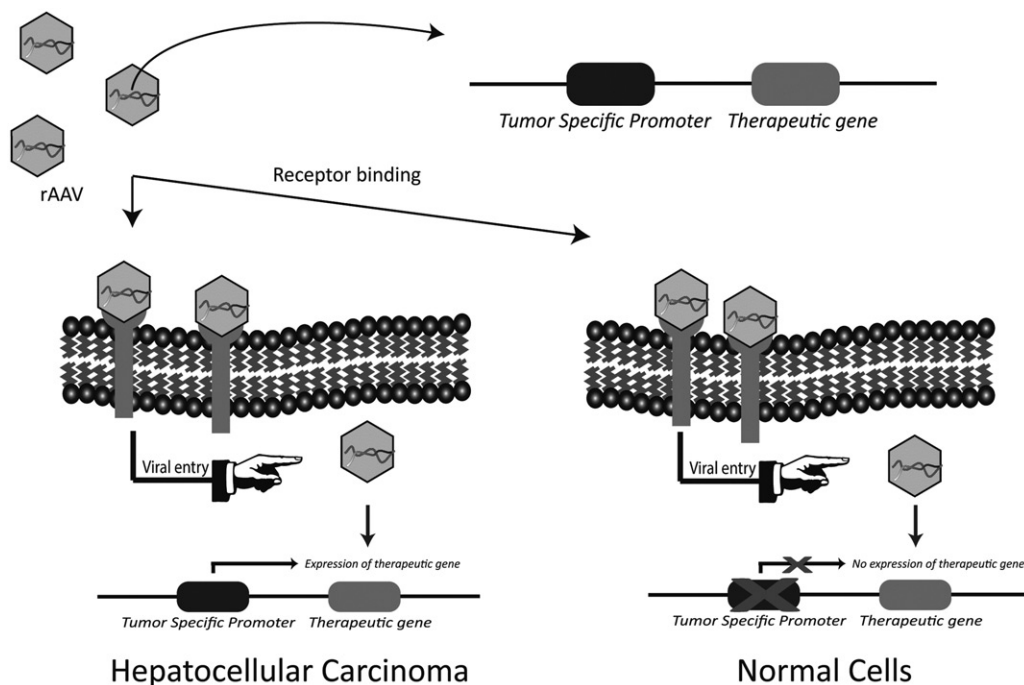 Tumor Specific Promoter Therapeutic gene
rAAV
Receptor binding
Viral entry
Expression of therapeutic gene
Tumor Specific Promoter Therapeutic gene
Hepatocellular Carcinoma
Viral entry
No expression of therapeutic gene
Tumor Specific Promoter Therapeutic gene
Normal Cells